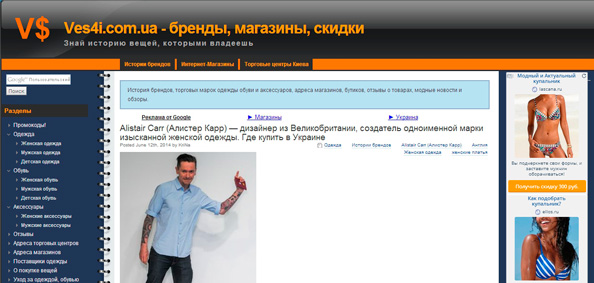 V$
Ves4i.com.ua - бренды, магазины, скидки
Знай историю вещей, которыми владеешь
Истории брендов
Интернет-Магазины
Торговые центры Киева
Google™ Пользовательский
Поиск
Разделы
Промокоды!
Одежда
Женская одежда
Мужская одежда
Детская одежда
Обувь
Женская обувь
Мужская обувь
Детская обувь
Аксессуары
Женские аксессуары
Мужские аксессуары
Отзывы
Адреса торговых центров
Адреса магазинов
Поставщики одежды
О покупке вещей
Уход за одеждой, обувью
История брендов, торговых марок одежды обуви и аксессуаров, адреса магазинов, бутиков, отзывы о товарах, модные новости и
обзоры.
Реклама от Google
► Магазины
► Украина
Alistair Carr (Алистер Карр) — дизайнер из Великобритании, создатель одноименной марки
изысканной женской одежды. Где купить в Украине
Posted June 12th, 2014 by
Одежда
Истории брендов
Alistair Carr (Алистер Карр)
Англия
Женская одежда
женские платья
Модный и Актуальный
купальник
lascana.ru
Вы подчеркнете свои формы, и
заставите мужчин
оборачиваться!
Получить скидку 500 руб.
Как подобрать
купальник?
elise.ru